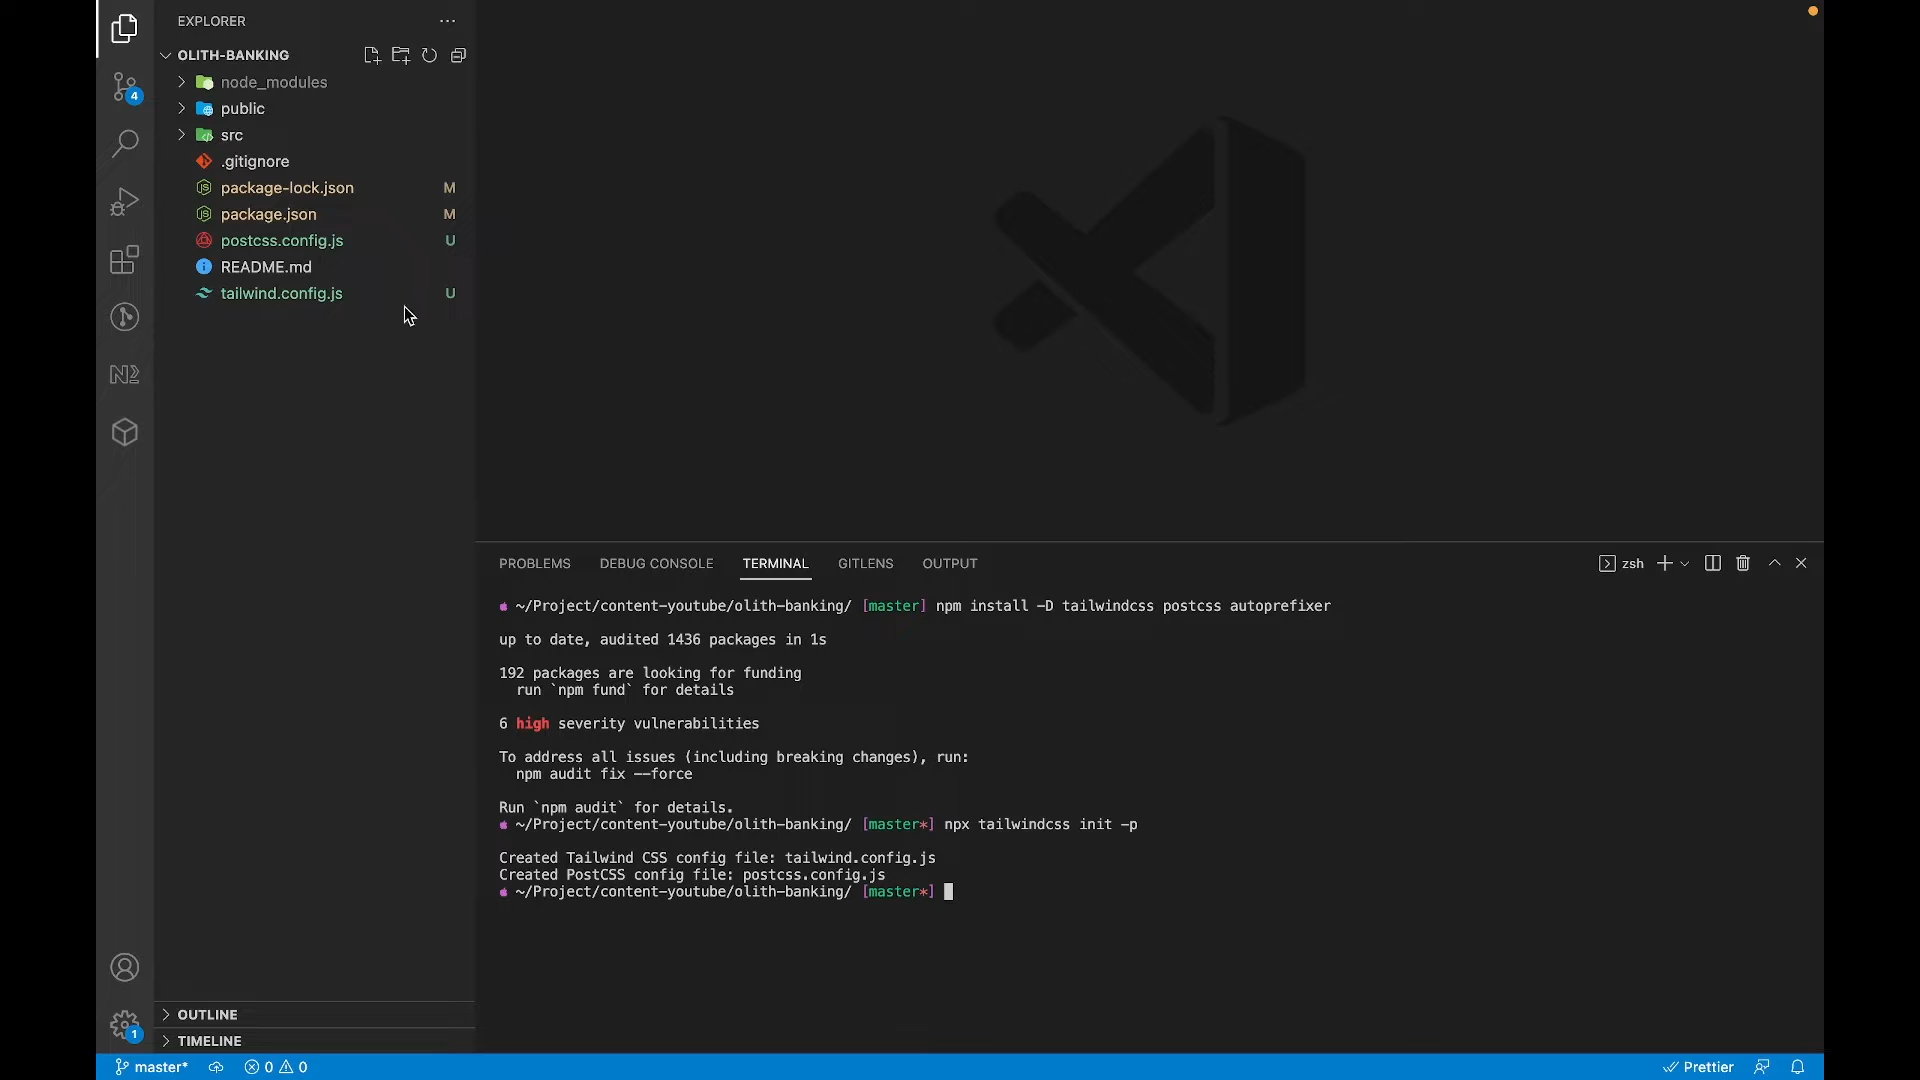 EXPLORER
OLITH-BANKING
node_modules
public
src
.gitignore
package-lock.json M
package.json M
postcss.config.js U
README.md
tailwind.config.js U
4
PROBLEMS DEBUG CONSOLE TERMINAL GITLENS OUTPUT
zsh
~/Project/content-youtube/olith-banking/ [master] npm install -D tailwindcss postcss autoprefixer
up to date, audited 1436 packages in 1s
192 packages are looking for funding
run `npm fund` for details
6 high severity vulnerabilities
To address all issues (including breaking changes), run:
npm audit fix --force
Run `npm audit` for details.
~/Project/content-youtube/olith-banking/ [master*] npx tailwindcss init -p
Created Tailwind CSS config file: tailwind.config.js
Created PostCSS config file: postcss.config.js
~/Project/content-youtube/olith-banking/ [master*]
OUTLINE
1
TIMELINE
master* 0 0 Prettier